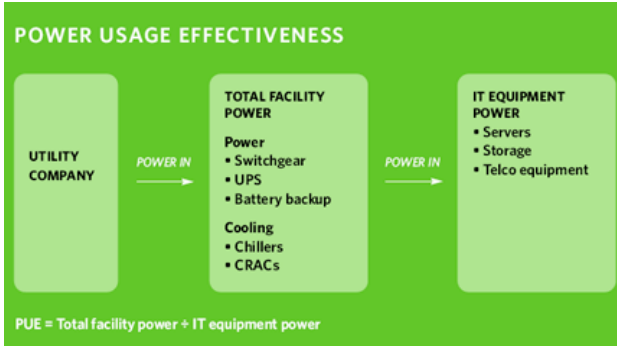 POWER USAGE EFFECTIVENESS
UTILITY
COMPANY
POWER IN
TOTAL FACILITY
POWER
Power
• Switchgear
• UPS
• Battery backup
Cooling
• Chillers
• CRACs
POWER IN
IT EQUIPMENT
POWER
• Servers
• Storage
• Telco equipment
PUE = Total facility power ÷ IT equipment power